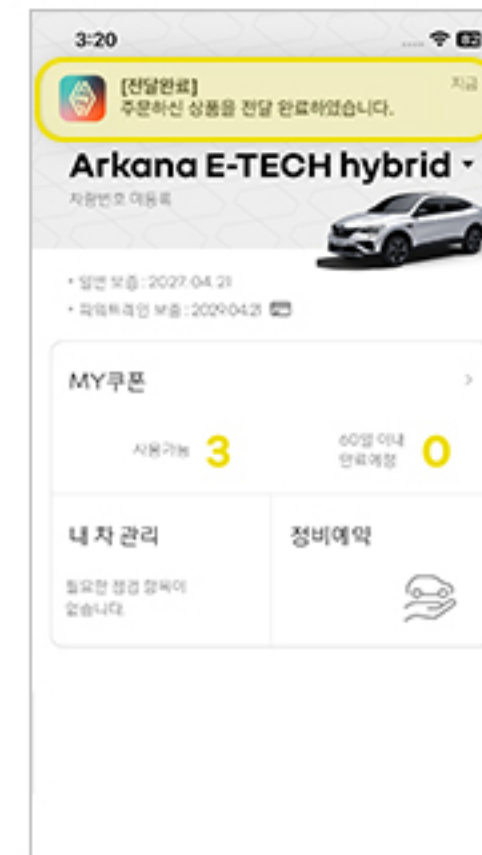 3:20
82
[전달완료]
지금
주문하신 상품을 전달 완료하였습니다.
Arkana E-TECH hybrid
차량번호 미등록
• 일반 보증 : 2027. 04. 21
• 파워트레인 보증 : 2029.04.21
MY쿠폰
사용가능 3
60일 이내
만료예정 0
내 차 관리
정비예약
필요한 점검 항목이
없습니다.